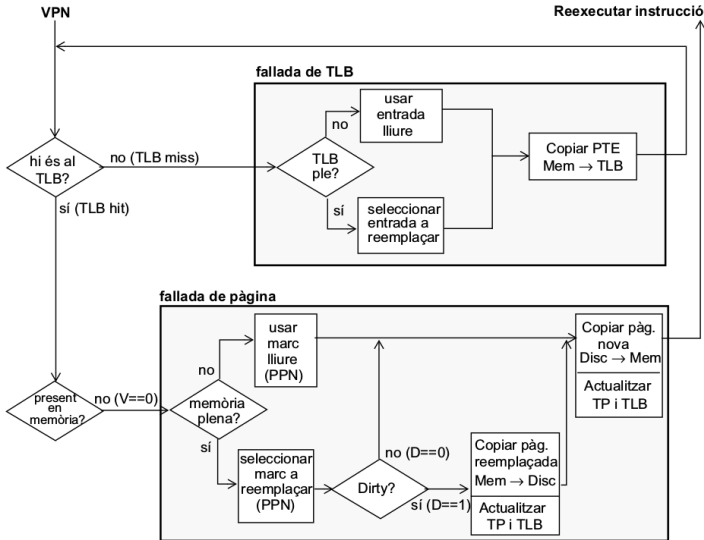 VPN
Reexecutar instrucció
fallada de TLB
usar
entrada
lliure
no
hi és al
TLB?
no (TLB miss)
TLB
ple?
Copiar PTE
Mem → TLB
sí
seleccionar
entrada a
reemplaçar
sí (TLB hit)
fallada de pàgina
usar
marc
lliure
(PPN)
Copiar pàg.
nova
Disc → Mem
Actualitzar
TP i TLB
no
present
en
memòria?
no (V==0)
memòria
plena?
sí
seleccionar
marc a
reemplaçar
(PPN)
no (D==0)
Dirty?
sí (D==1)
Copiar pàg.
reemplaçada
Mem → Disc
Actualitzar
TP i TLB